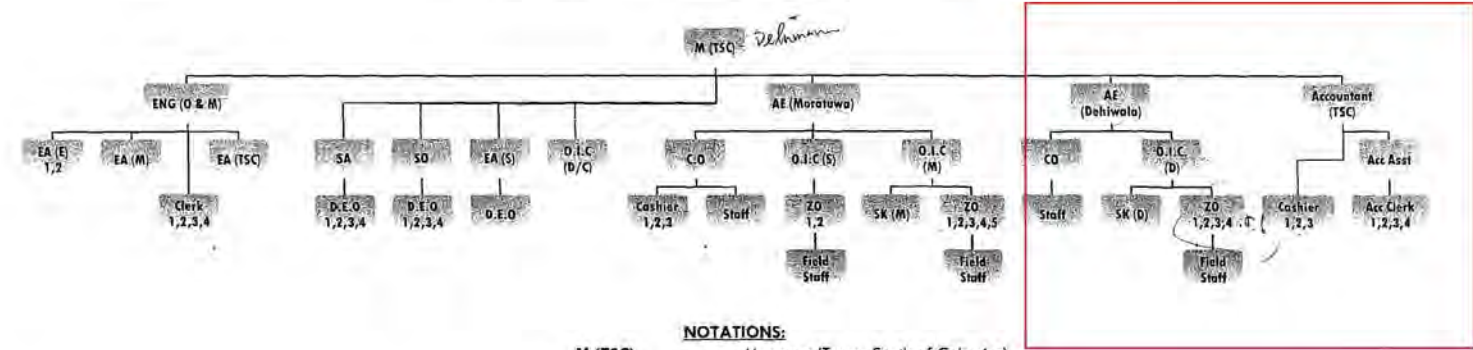 M (TSC)
ENG (O & M)
AE (Moratuwa)
AE
(Dehiwala)
Accountant
(TSC)
EA (E)
1,2
EA (M)
EA (TSC)
SA
SO
EA (S)
O.I.C
(D/C)
C.O
O.I.C (S)
O.I.C
(M)
CO
O.I.C.
(D)
Acc Asst
Clerk
1,2,3,4
D.E.O
1,2,3,4
D.E.O
1,2,3,4
D.E.O
Cashier
1,2,3
Staff
ZO
1,2
SK (M)
ZO
1,2,3,4,5
Staff
SK (D)
ZO
1,2,3,4
Cashier
1,2,3
Acc Clerk
1,2,3,4
Field
Staff
Field
Staff
Field
Staff
NOTATIONS: